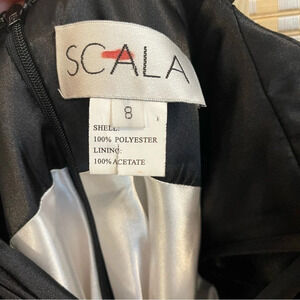 SCALA
8
SHELL:
100% POLYESTER
LINING:
100% ACETATE